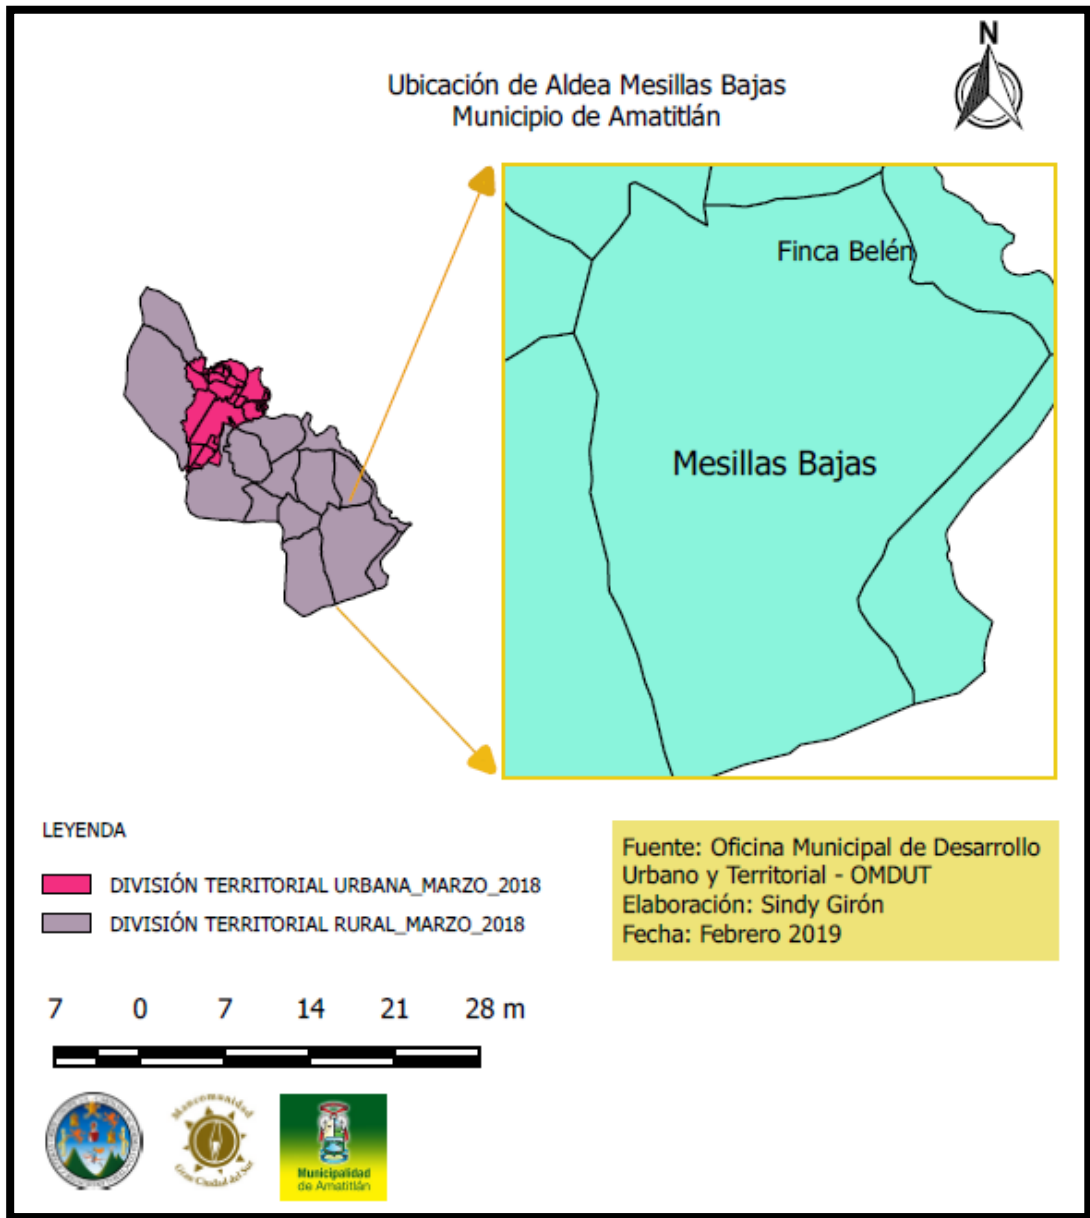 N
Ubicación de Aldea Mesillas Bajas
Municipio de Amatitlán
Finca Belén
Mesillas Bajas
LEYENDA
DIVISIÓN TERRITORIAL URBANA_MARZO_2018
DIVISIÓN TERRITORIAL RURAL_MARZO_2018
Fuente: Oficina Municipal de Desarrollo
Urbano y Territorial - OMDUT
Elaboración: Sindy Girón
Fecha: Febrero 2019
7 0 7 14 21 28 m
Mancomunidad
Gran Ciudad del Sur
Municipalidad
de Amatitlán